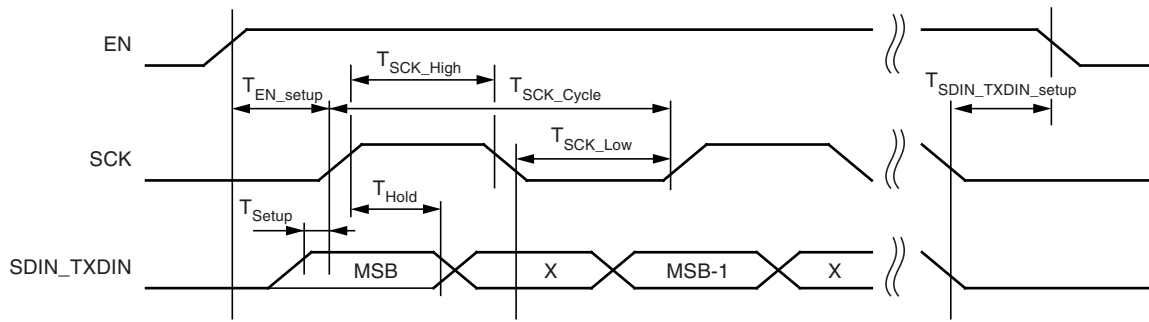 EN
T_SCK_High
T_EN_setup
T_SCK_Cycle
T_SDIN_TXDIN_setup
SCK
T_SCK_Low
T_Hold
T_Setup
SDIN_TXDIN
MSB
X
MSB-1
X